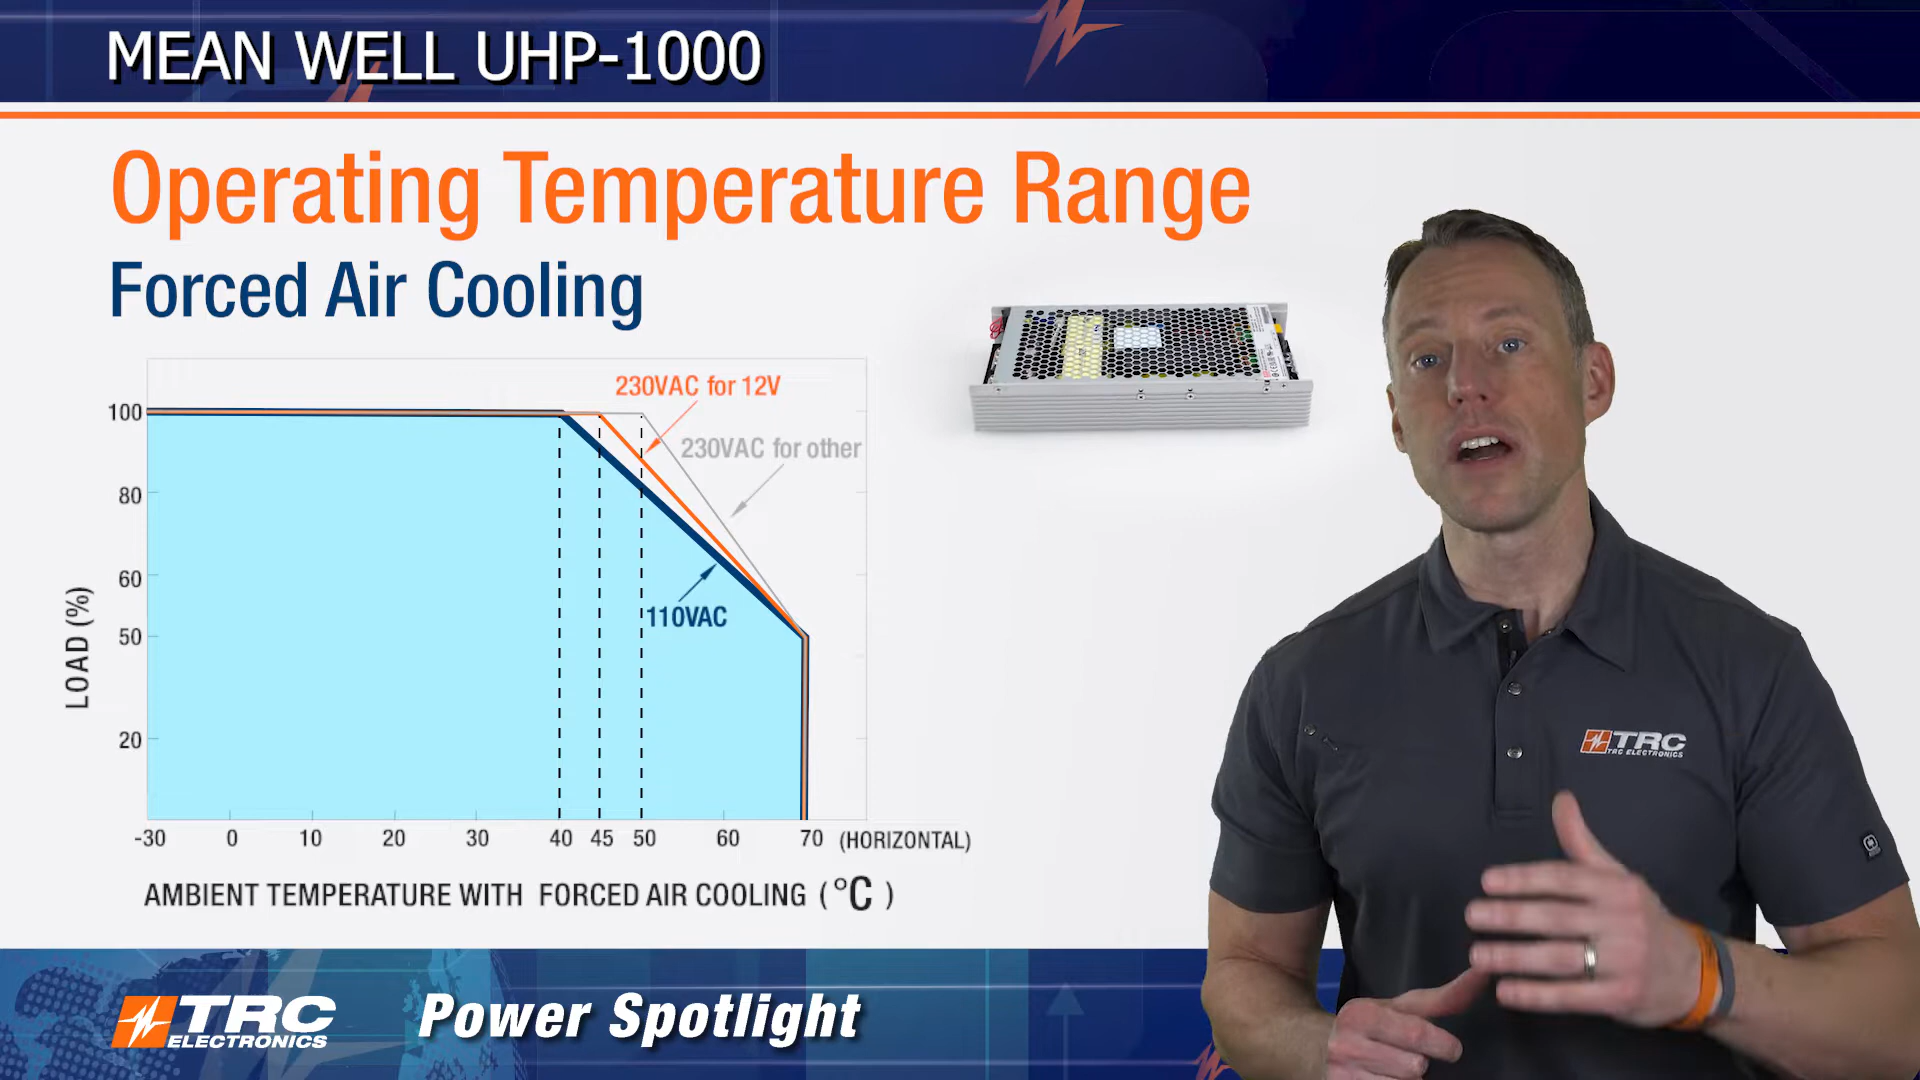 MEAN WELL UHP-1000
Operating Temperature Range
Forced Air Cooling
230VAC for 12V
230VAC for other
110VAC
100
80
60
50
20
LOAD (%)
-30 0 10 20 30 40 45 50 60 70 (HORIZONTAL)
AMBIENT TEMPERATURE WITH FORCED AIR COOLING (°C)
TRC
TRC ELECTRONICS
TRC
ELECTRONICS
Power Spotlight